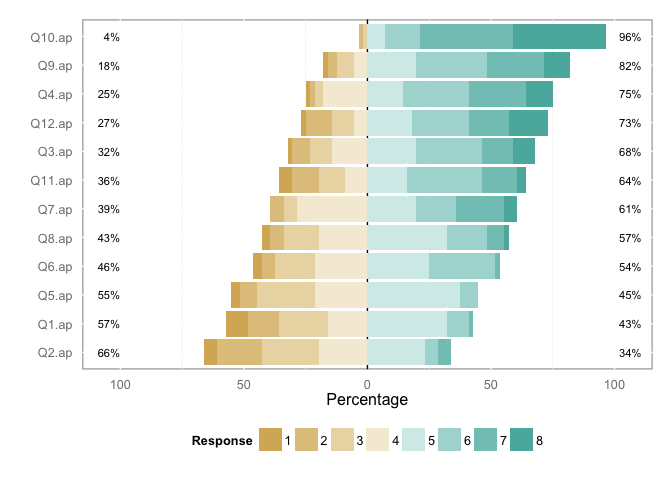 Q10.ap 4% 96%
Q9.ap 18% 82%
Q4.ap 25% 75%
Q12.ap 27% 73%
Q3.ap 32% 68%
Q11.ap 36% 64%
Q7.ap 39% 61%
Q8.ap 43% 57%
Q6.ap 46% 54%
Q5.ap 55% 45%
Q1.ap 57% 43%
Q2.ap 66% 34%
100 50 0 50 100
Percentage
Response 1 2 3 4 5 6 7 8